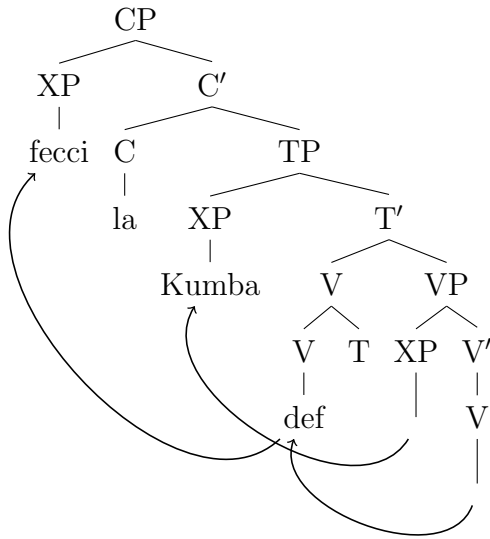 CP
XP C′
fecci C TP
la XP T′
Kumba V VP
V T XP V′
def V